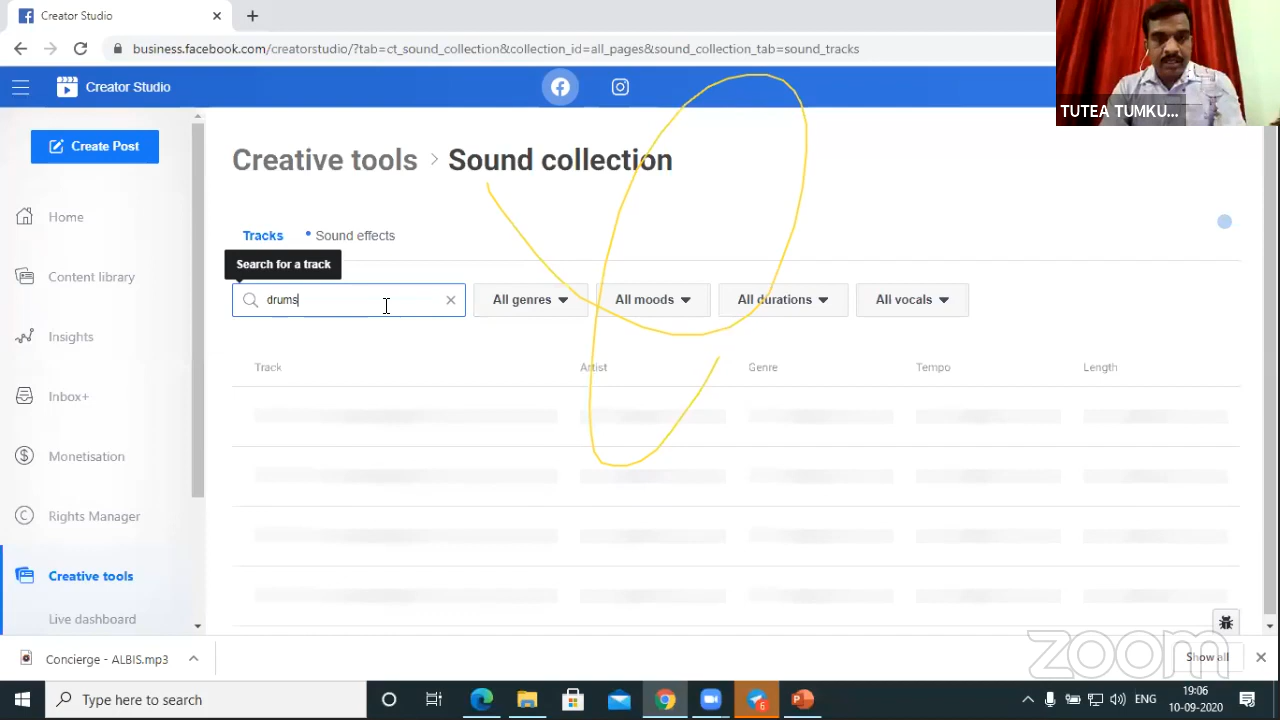 Creator Studio
business.facebook.com/creatorstudio/?tab=ct_sound_collection&collection_id=all_pages&sound_collection_tab=sound_tracks
Creator Studio
TUTEA TUMKU...
Create Post
Creative tools > Sound collection
Home
Tracks
Sound effects
Search for a track
Content library
drums
All genres
All moods
All durations
All vocals
Insights
Track
Artist
Genre
Tempo
Length
Inbox+
Monetisation
Rights Manager
Creative tools
Live dashboard
zoom
Concierge - ALBIS.mp3
Show all
Type here to search
6
ENG
19:06
10-09-2020